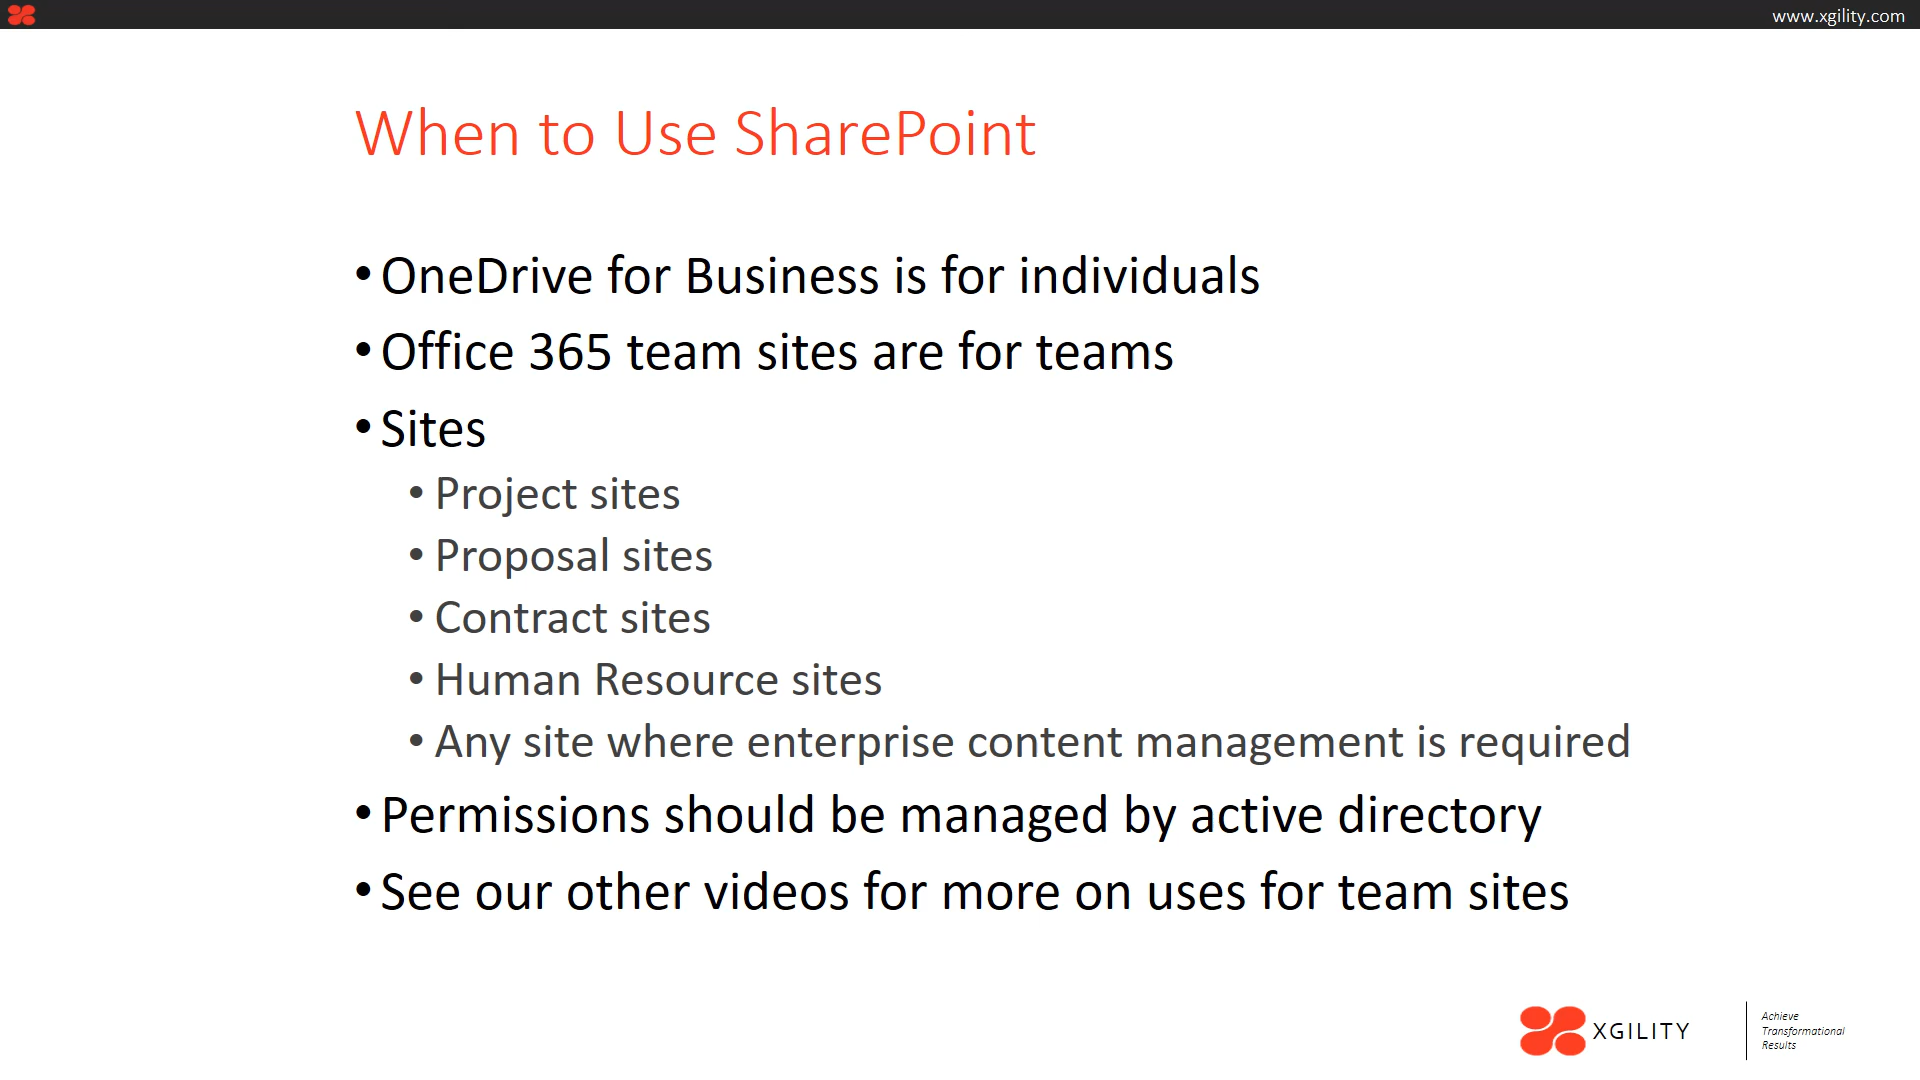 www.xgility.com
When to Use SharePoint
• OneDrive for Business is for individuals
• Office 365 team sites are for teams
• Sites
• Project sites
• Proposal sites
• Contract sites
• Human Resource sites
• Any site where enterprise content management is required
• Permissions should be managed by active directory
• See our other videos for more on uses for team sites
XGILITY
Achieve
Transformational
Results